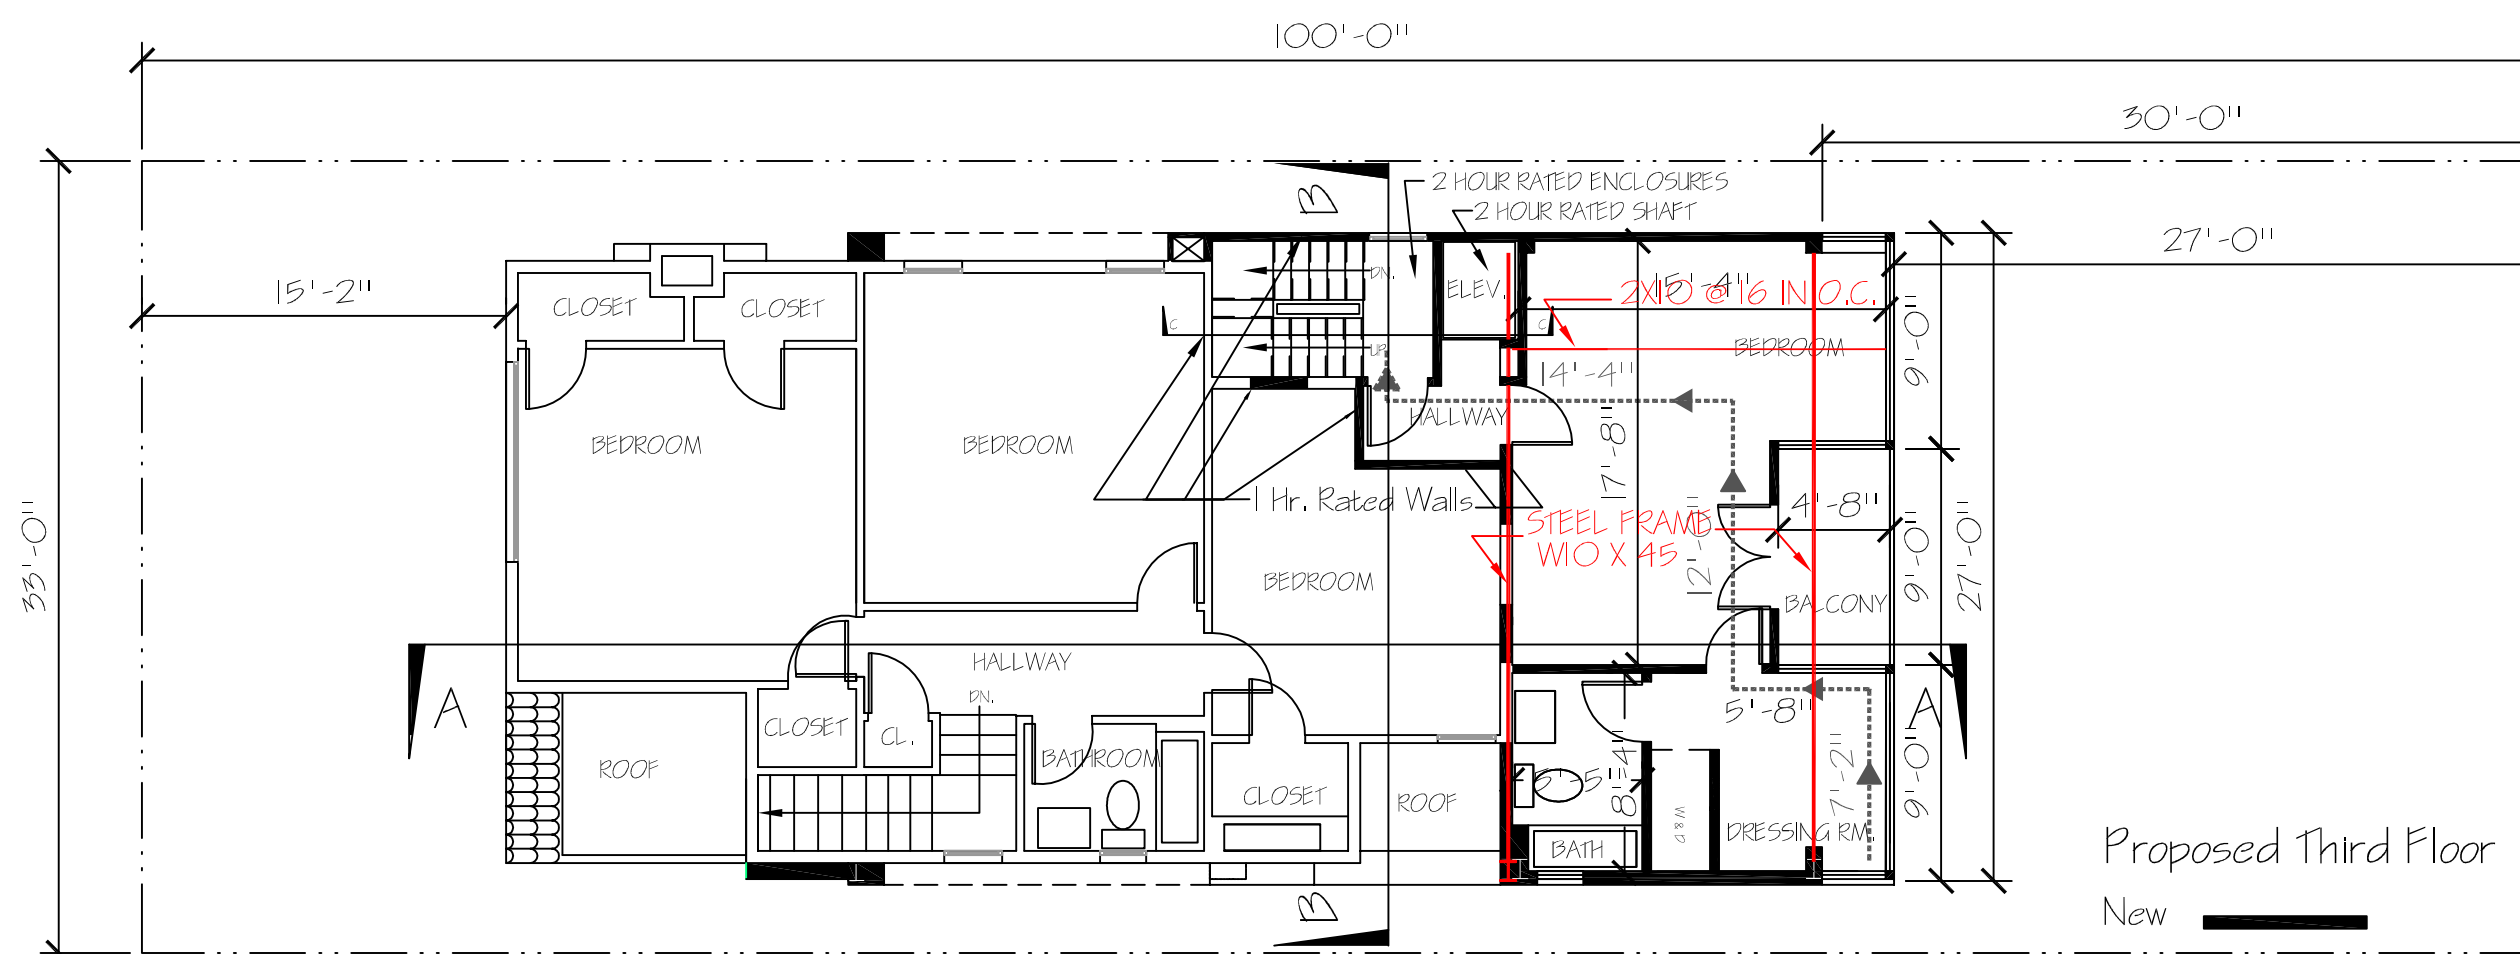 100'-0"
30'-0"
2 HOUR RATED ENCLOSURES
2 HOUR RATED SHAFT
B
27'-0"
15'-2"
CLOSET
CLOSET
DN.
ELEV.
15'-4"
2X10 @ 16 IN O.C.
C
C
UP
BEDROOM
9'-0"
14'-4"
HALLWAY
BEDROOM
BEDROOM
17'-8"
1 Hr. Rated Walls
4'-8"
STEEL FRAME
W10 X 45
12'-0"
33'-0"
9'-0"
27'-0"
BEDROOM
BALCONY
HALLWAY
DN.
A
A
5'-8"
CLOSET
CL.
BATHROOM
ROOF
5'-5"
8'-4"
7'-2"
9'-0"
CLOSET
ROOF
W & D
DRESSING RM.
BATH
Proposed Third Floor
New
B